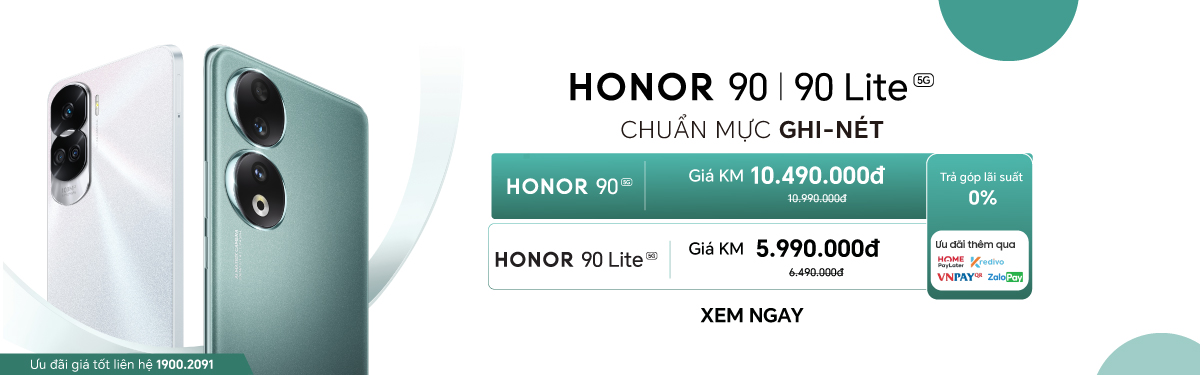 HONOR 90 | 90 Lite 5G
CHUẨN MỰC GHI-NÉT
HONOR 90 5G
Giá KM 10.490.000đ
10.990.000đ
HONOR 90 Lite 5G
Giá KM 5.990.000đ
6.490.000đ
Trả góp lãi suất
0%
Ưu đãi thêm qua
HOME PayLater Kredivo
VNPAY QR ZaloPay
XEM NGAY
Ưu đãi giá tốt liên hệ 1900.2091